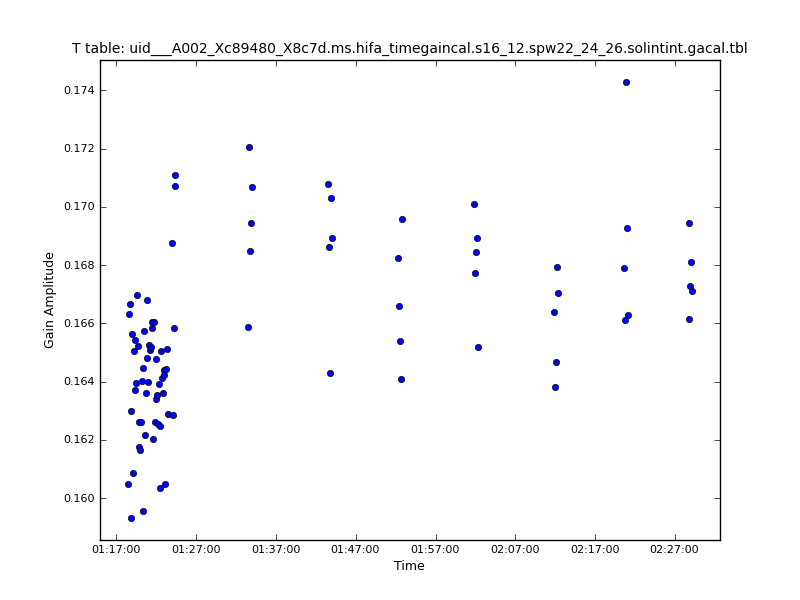 T table: uid___A002_Xc89480_X8c7d.ms.hifa_timegaincal.s16_12.spw22_24_26.solintint.gacal.tbl
0.174
0.172
0.170
0.168
0.166
0.164
0.162
0.160
Gain Amplitude
01:17:00 01:27:00 01:37:00 01:47:00 01:57:00 02:07:00 02:17:00 02:27:00
Time